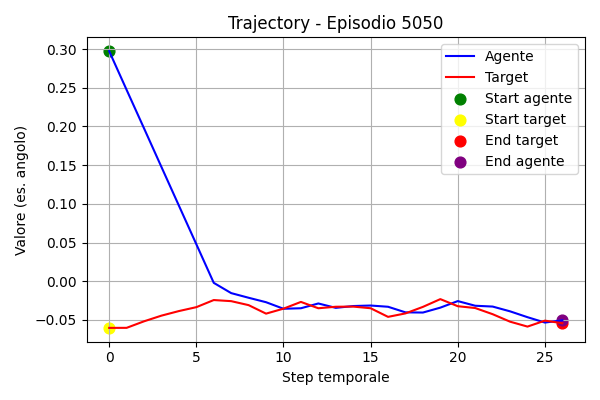 Trajectory - Episodio 5050
Valore (es. angolo)
0.30
0.25
0.20
0.15
0.10
0.05
0.00
−0.05
Agente
Target
Start agente
Start target
End target
End agente
0 5 10 15 20 25
Step temporale